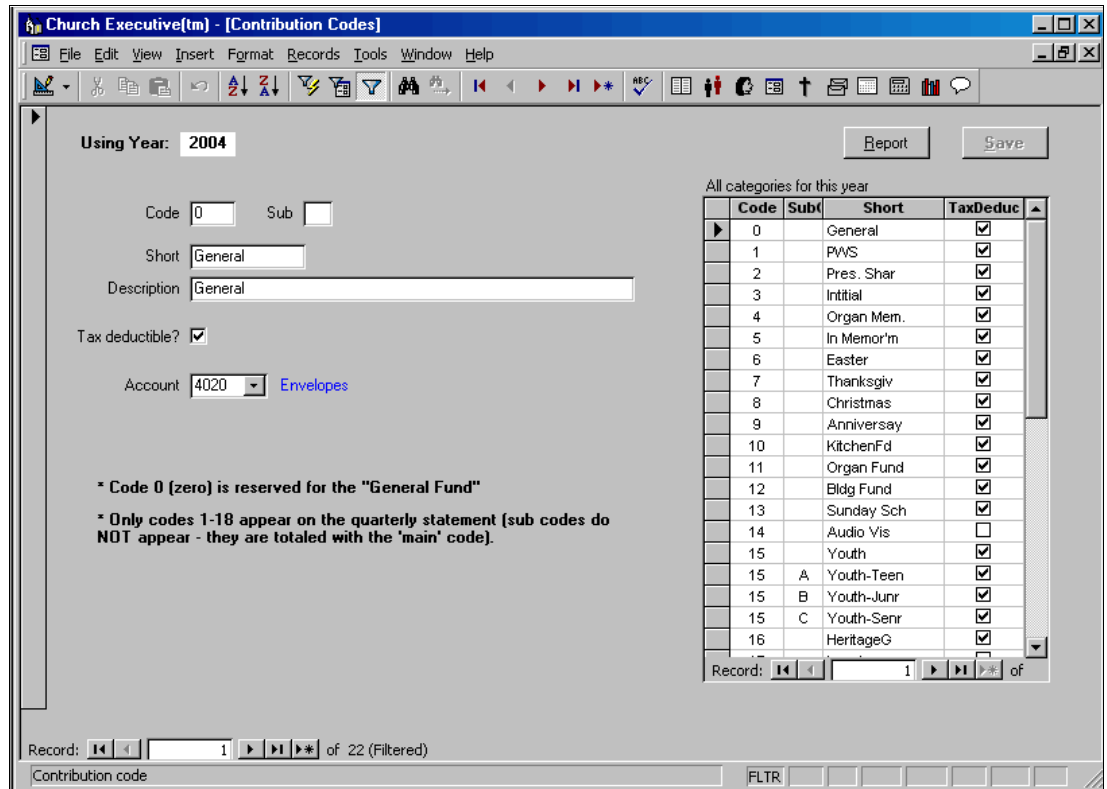 Church Executive(tm) - [Contribution Codes]
File Edit View Insert Format Records Tools Window Help
Using Year: 2004
Report Save
All categories for this year
Code 0 Sub
Short General
Description General
Tax deductible?
Account 4020 Envelopes
* Code 0 (zero) is reserved for the "General Fund"
* Only codes 1-18 appear on the quarterly statement (sub codes do
NOT appear - they are totaled with the 'main' code).
Code Sub( Short TaxDeduc
0 General
1 PWS
2 Pres. Shar
3 Intitial
4 Organ Mem.
5 In Memor'm
6 Easter
7 Thanksgiv
8 Christmas
9 Anniversay
10 KitchenFd
11 Organ Fund
12 Bldg Fund
13 Sunday Sch
14 Audio Vis
15 Youth
15 A Youth-Teen
15 B Youth-Junr
15 C Youth-Senr
16 HeritageG
Record: 1 of
Record: 1 of 22 (Filtered)
Contribution code FLTR